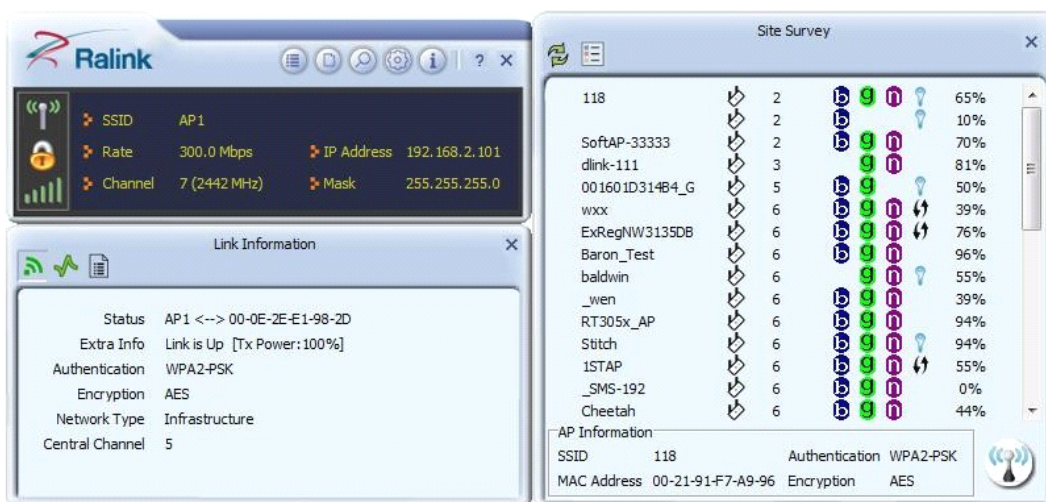 Ralink
? ×
SSID AP1
Rate 300.0 Mbps IP Address 192.168.2.101
Channel 7 (2442 MHz) Mask 255.255.255.0
Link Information
Status AP1 <--> 00-0E-2E-E1-98-2D
Extra Info Link is Up [Tx Power:100%]
Authentication WPA2-PSK
Encryption AES
Network Type Infrastructure
Central Channel 5
Site Survey
118 2 b g n 65%
2 b 10%
SoftAP-33333 2 b g n 70%
dlink-111 3 g n 81%
001601D314B4_G 5 b g 50%
wxx 6 b g n 39%
ExRegNW3135DB 6 b g n 76%
Baron_Test 6 b g n 96%
baldwin 6 g n 55%
_wen 6 b g n 39%
RT305x_AP 6 b g n 94%
Stitch 6 b g n 94%
1STAP 6 b g n 55%
_SMS-192 6 b g n 0%
Cheetah 6 b g n 44%
AP Information
SSID 118 Authentication WPA2-PSK
MAC Address 00-21-91-F7-A9-96 Encryption AES